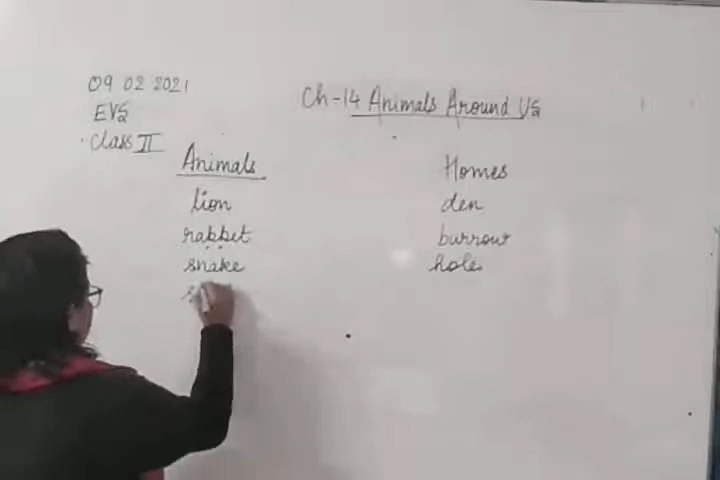 09 02 2021
Ch-14 Animals Around Us
EVS
Class II
Animals Homes
lion den
rabbit burrow
snake hole